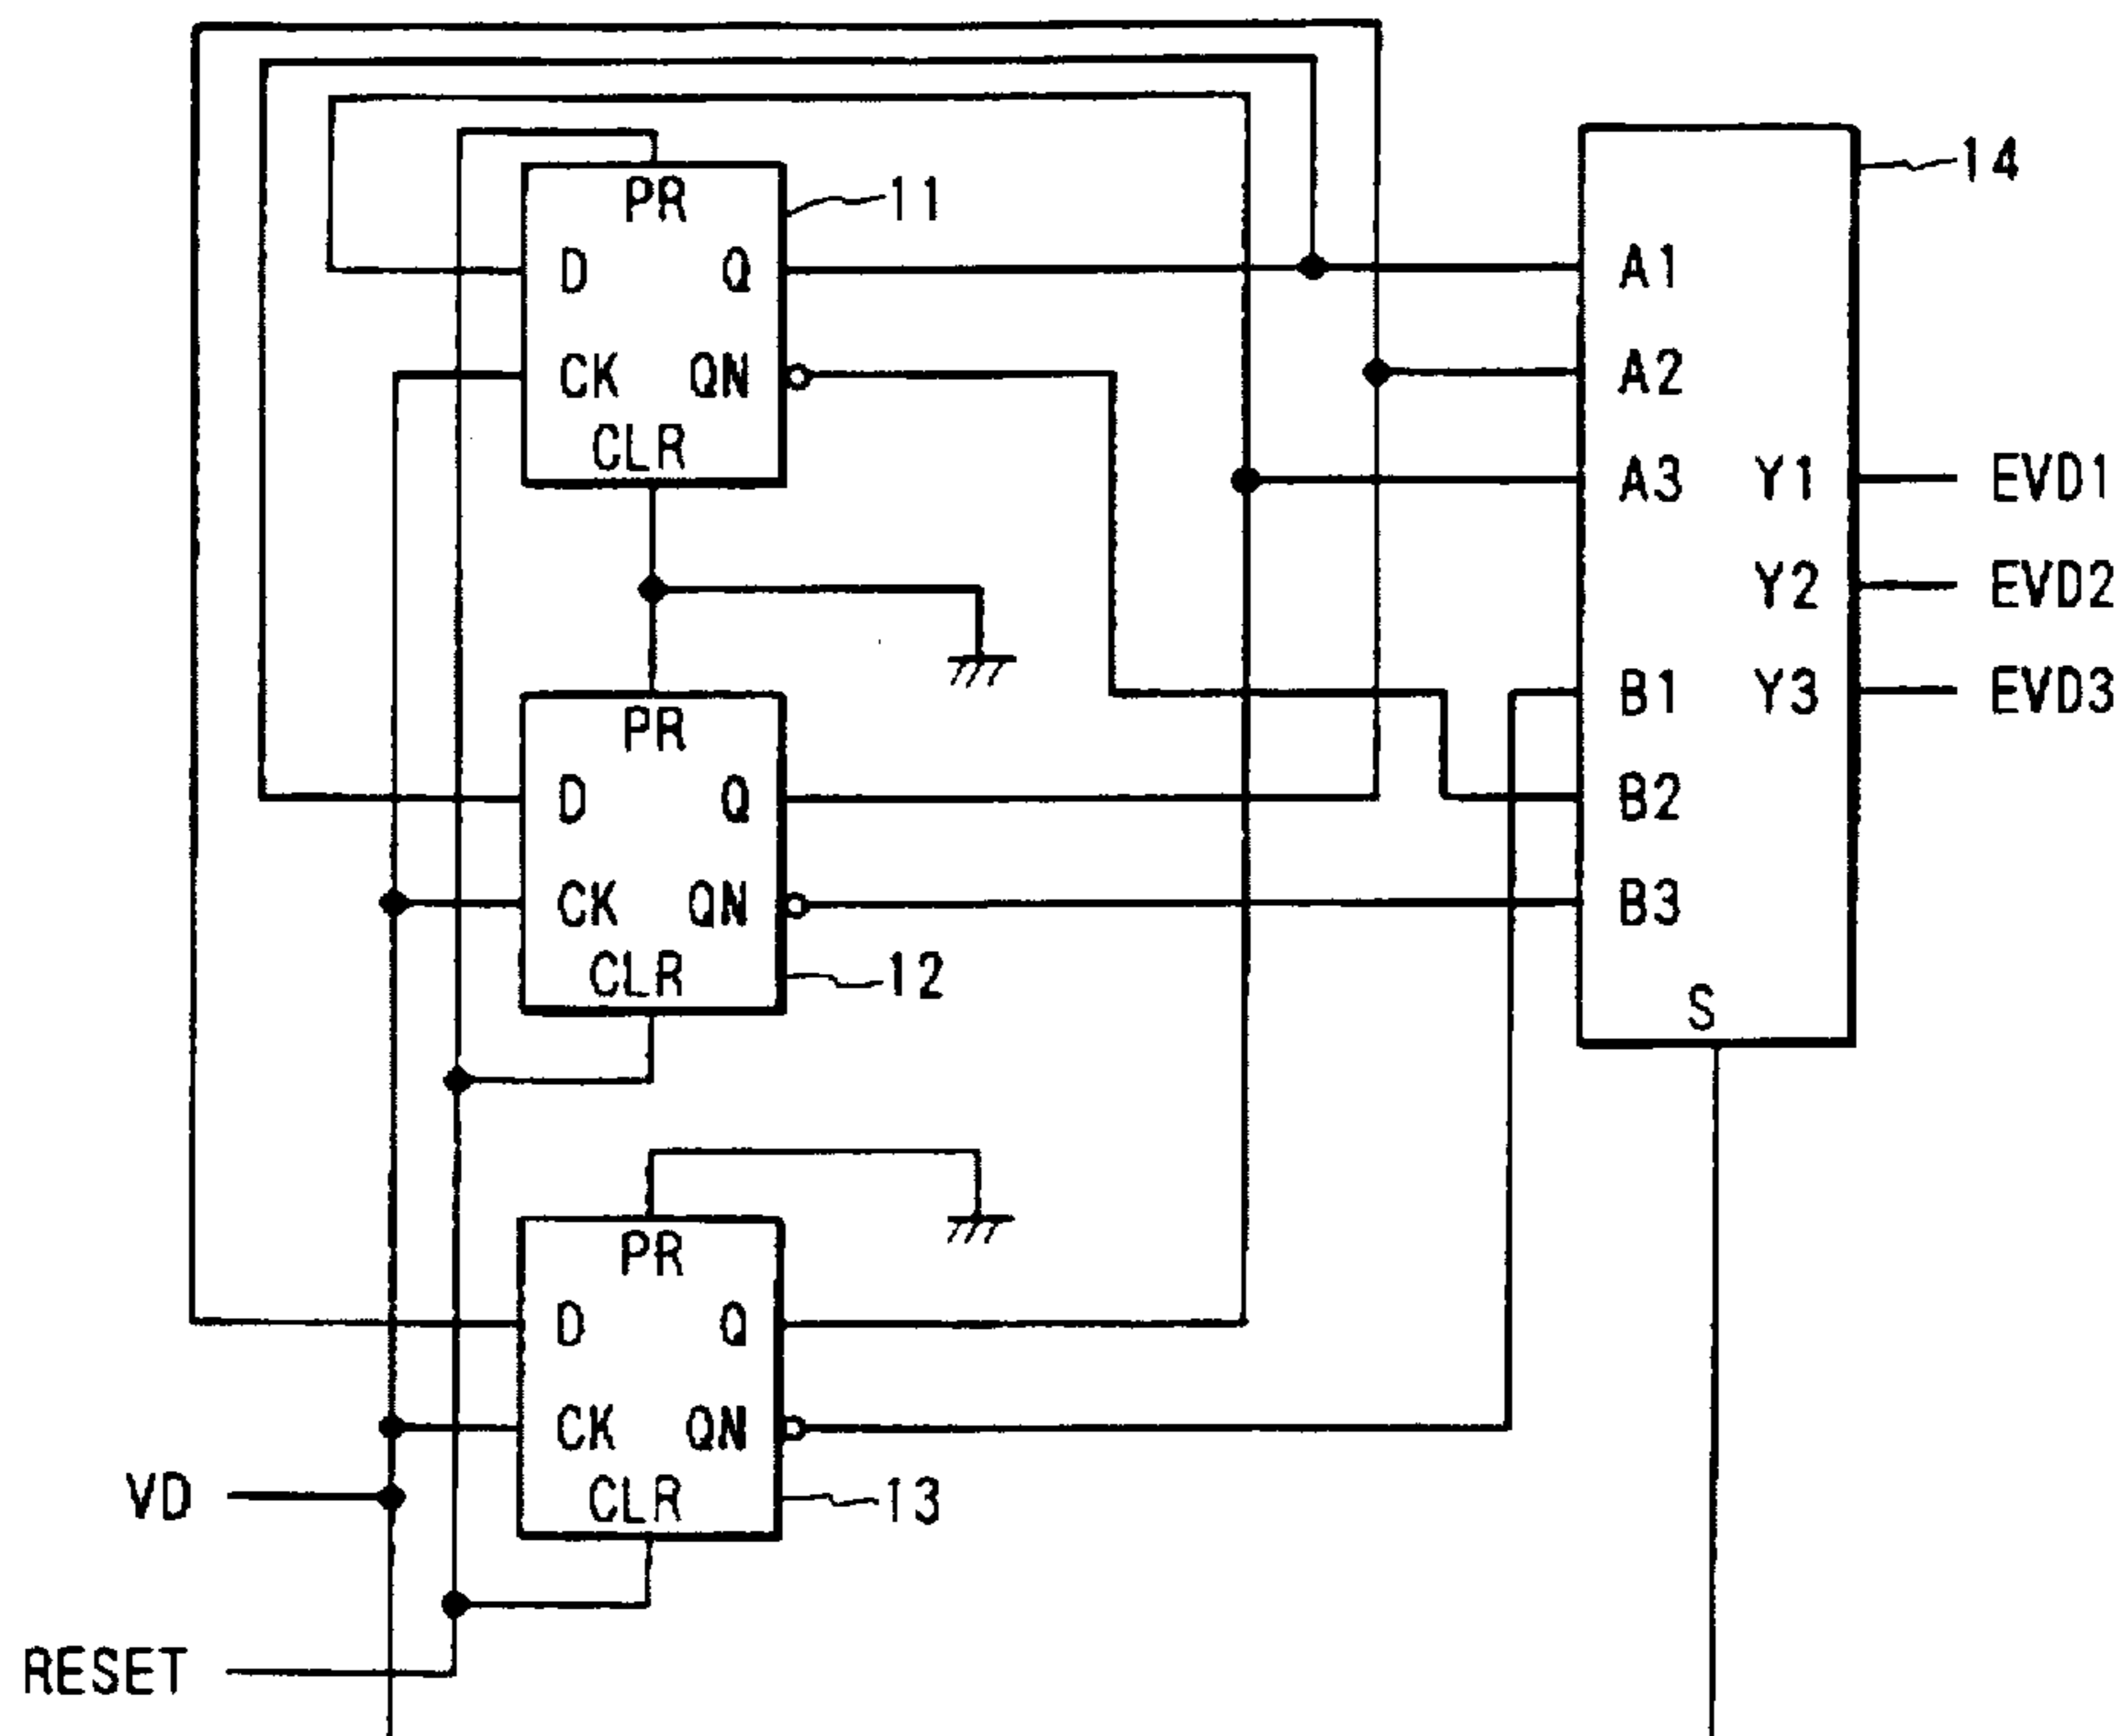 PR
11
D Q
CK QN
CLR
PR
D Q
CK QN
CLR
12
PR
D Q
CK QN
CLR
13
VD
RESET
14
A1
A2
A3 Y1 EVD1
Y2 EVD2
B1 Y3 EVD3
B2
B3
S